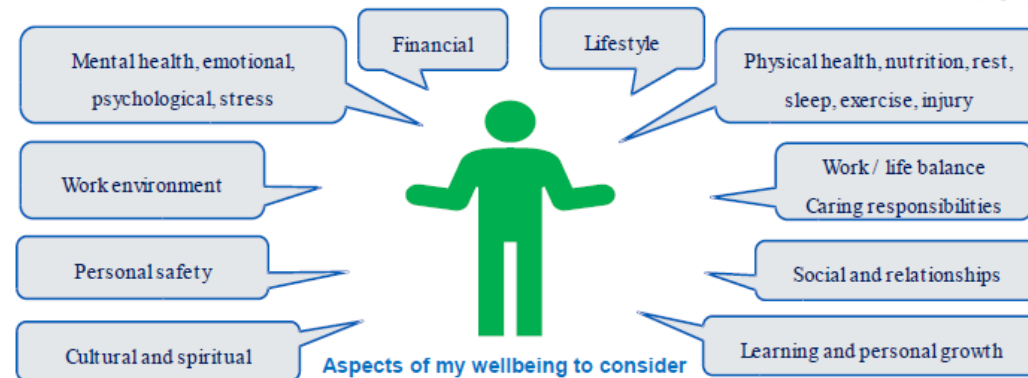 Financial
Lifestyle
Mental health, emotional,
psychological, stress
Physical health, nutrition, rest,
sleep, exercise, injury
Work environment
Work / life balance
Caring responsibilities
Personal safety
Social and relationships
Cultural and spiritual
Learning and personal growth
Aspects of my wellbeing to consider